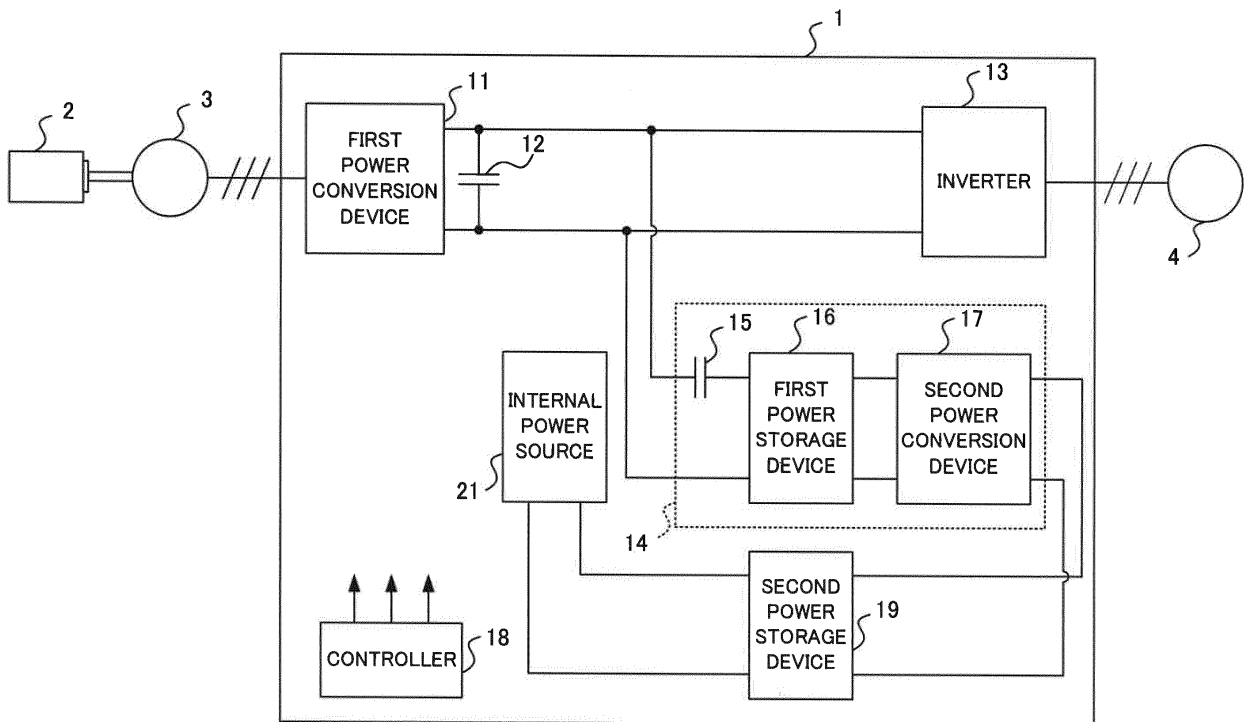 1
2
3
11
FIRST
POWER
CONVERSION
DEVICE
12
13
INVERTER
4
14
15
16
FIRST
POWER
STORAGE
DEVICE
17
SECOND
POWER
CONVERSION
DEVICE
INTERNAL
POWER
SOURCE
21
CONTROLLER
18
SECOND
POWER
STORAGE
DEVICE
19